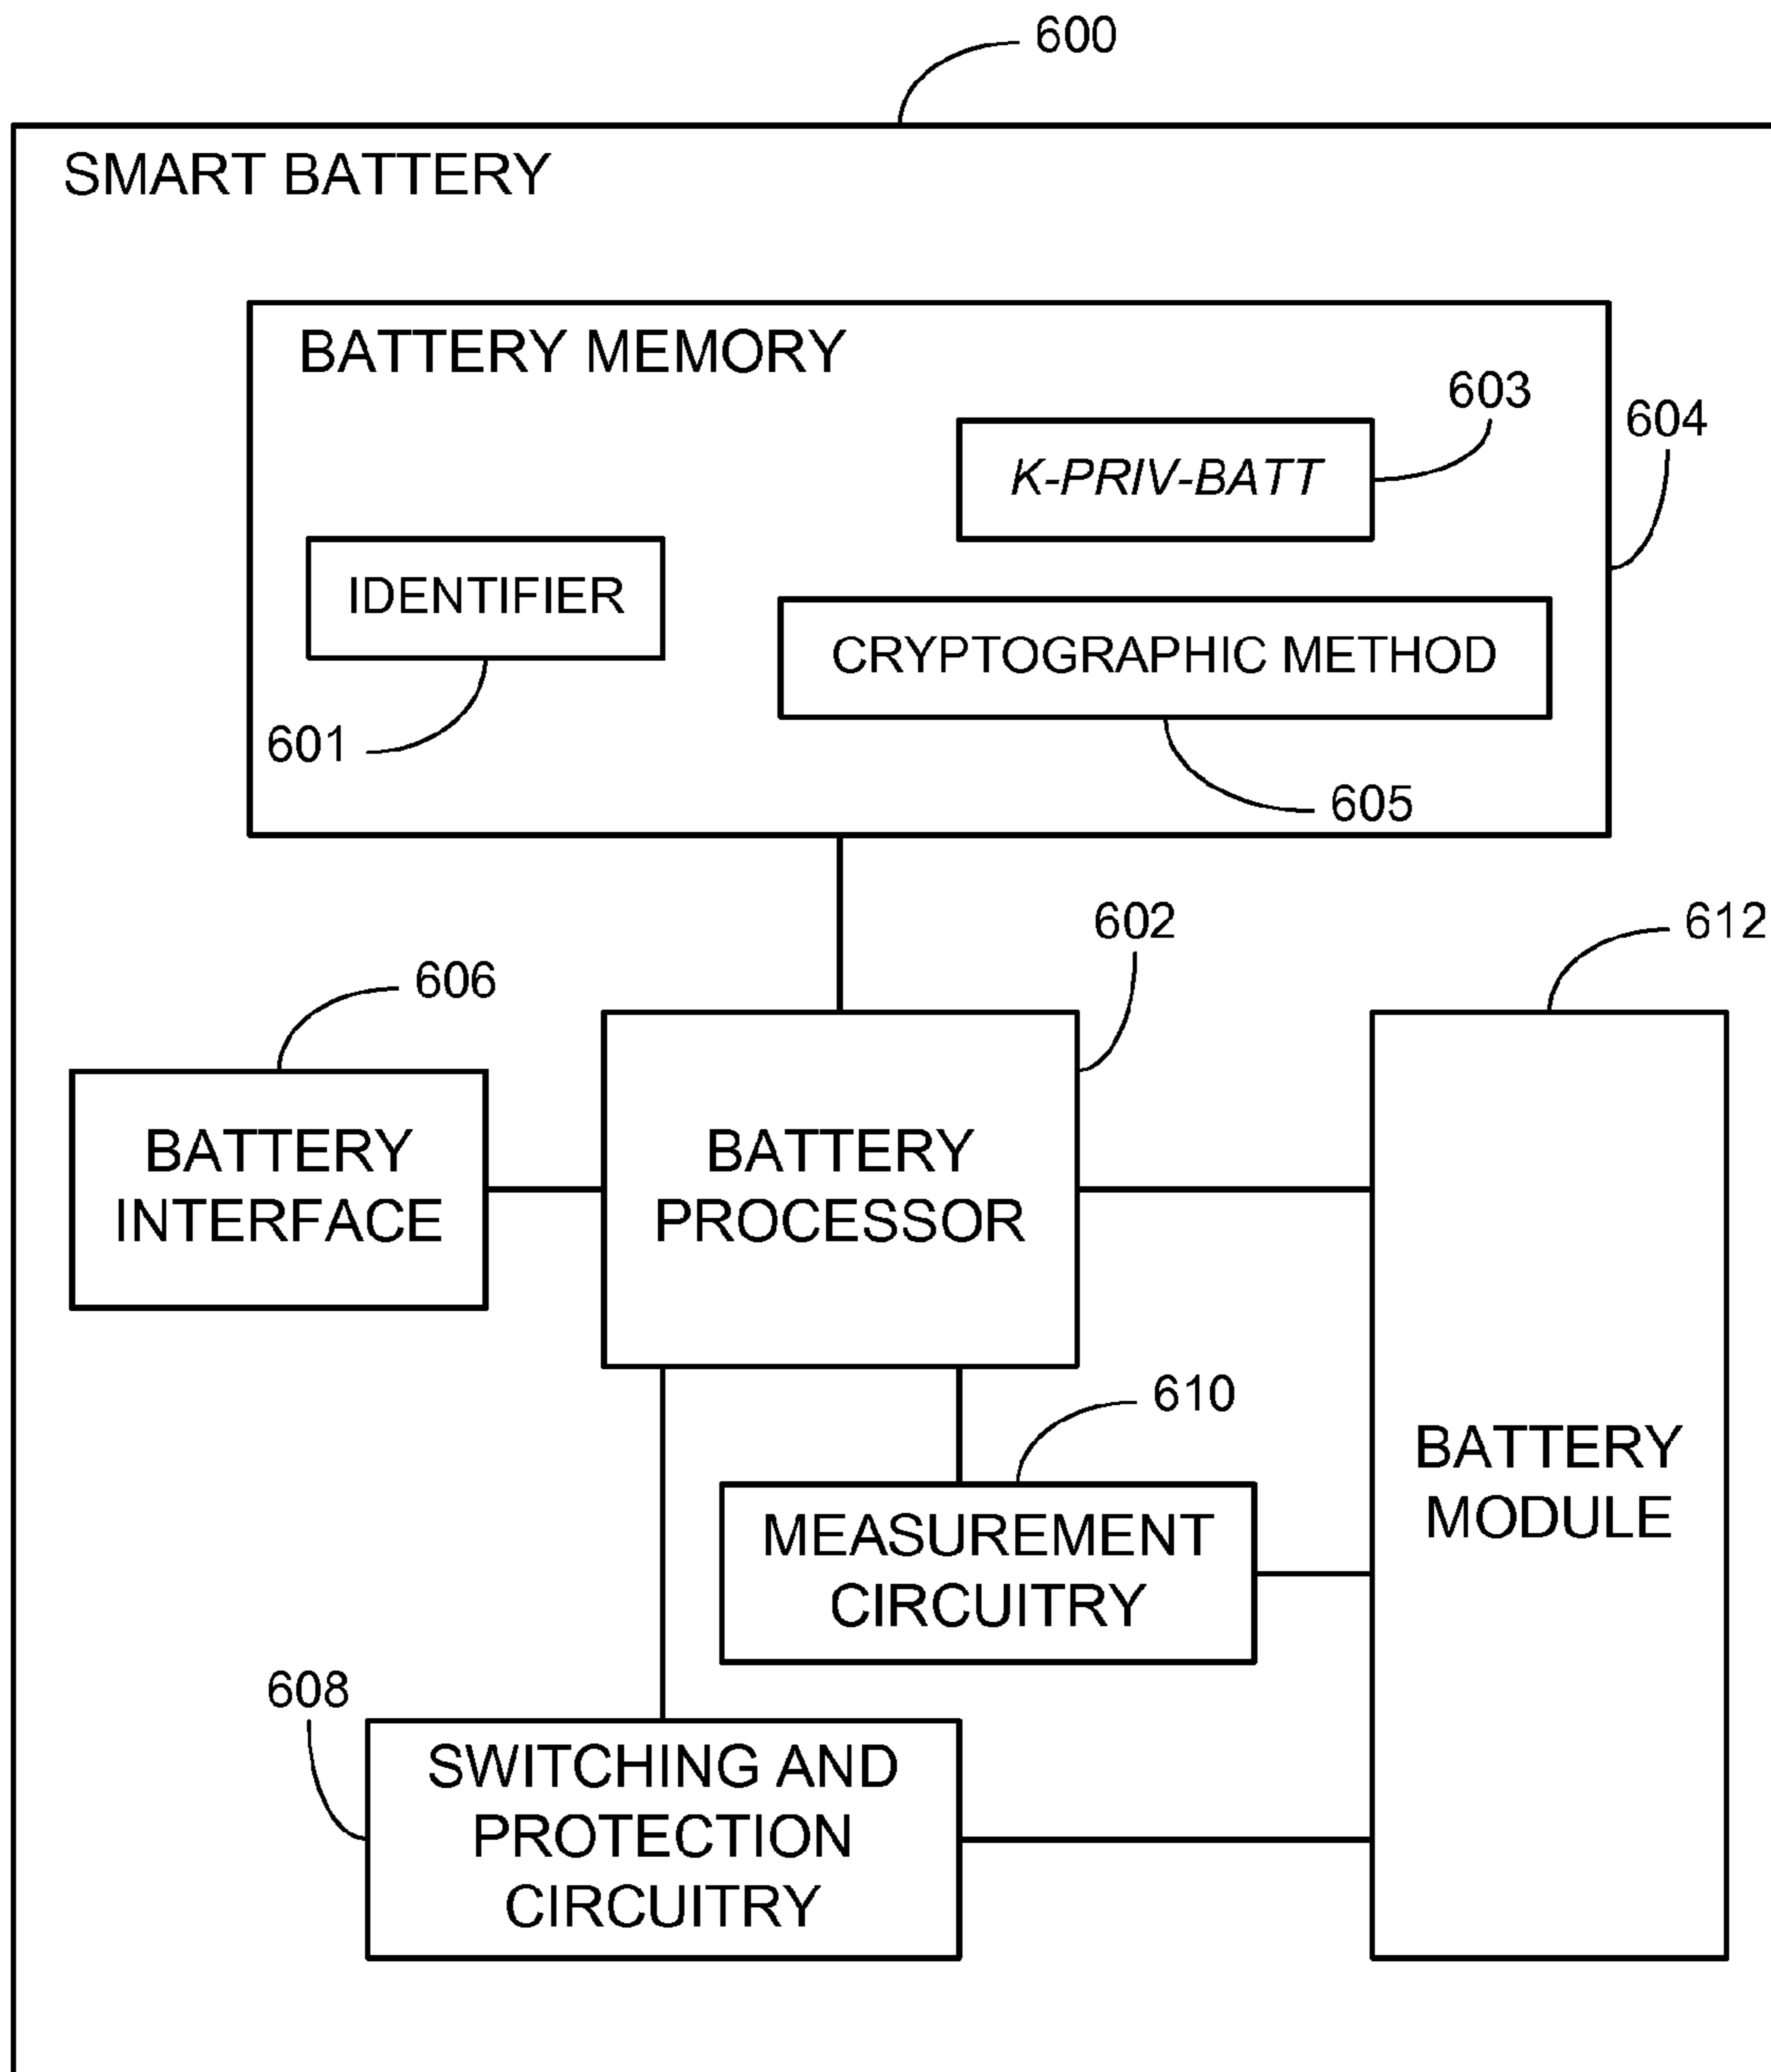 600
SMART BATTERY
BATTERY MEMORY
603
604
K-PRIV-BATT
IDENTIFIER
CRYPTOGRAPHIC METHOD
601
605
602
612
606
BATTERY
INTERFACE
BATTERY
PROCESSOR
610
BATTERY
MODULE
MEASUREMENT
CIRCUITRY
608
SWITCHING AND
PROTECTION
CIRCUITRY